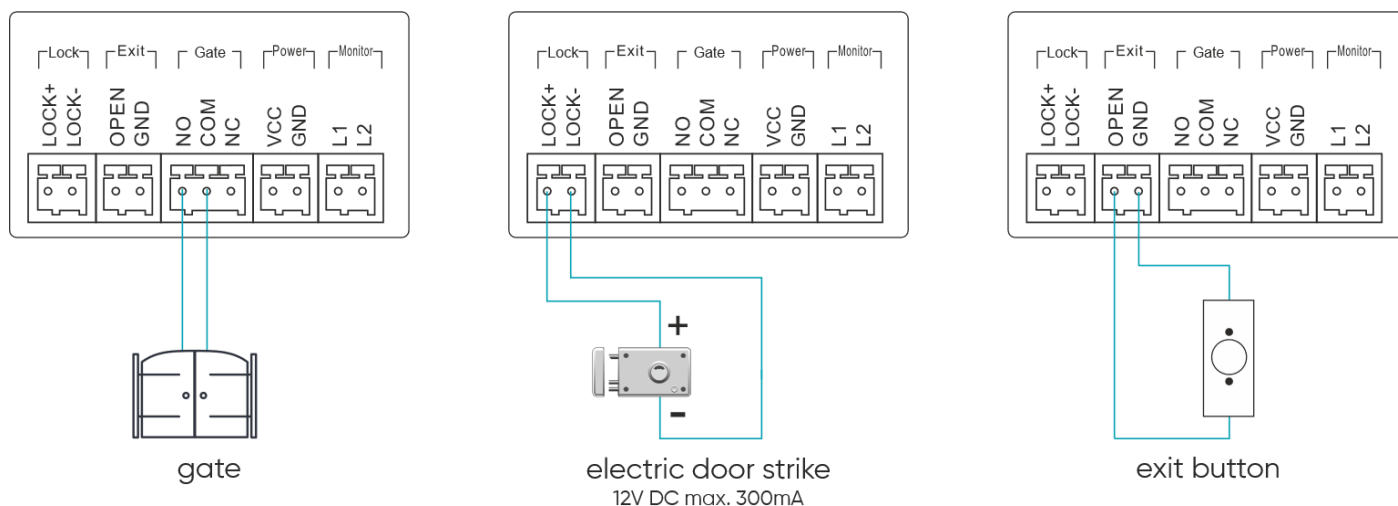 Lock Exit Gate Power Monitor
LOCK+ LOCK- OPEN GND NO COM NC VCC GND L1 L2
gate
Lock Exit Gate Power Monitor
LOCK+ LOCK- OPEN GND NO COM NC VCC GND L1 L2
+
-
electric door strike
12V DC max. 300mA
Lock Exit Gate Power Monitor
LOCK+ LOCK- OPEN GND NO COM NC VCC GND L1 L2
exit button